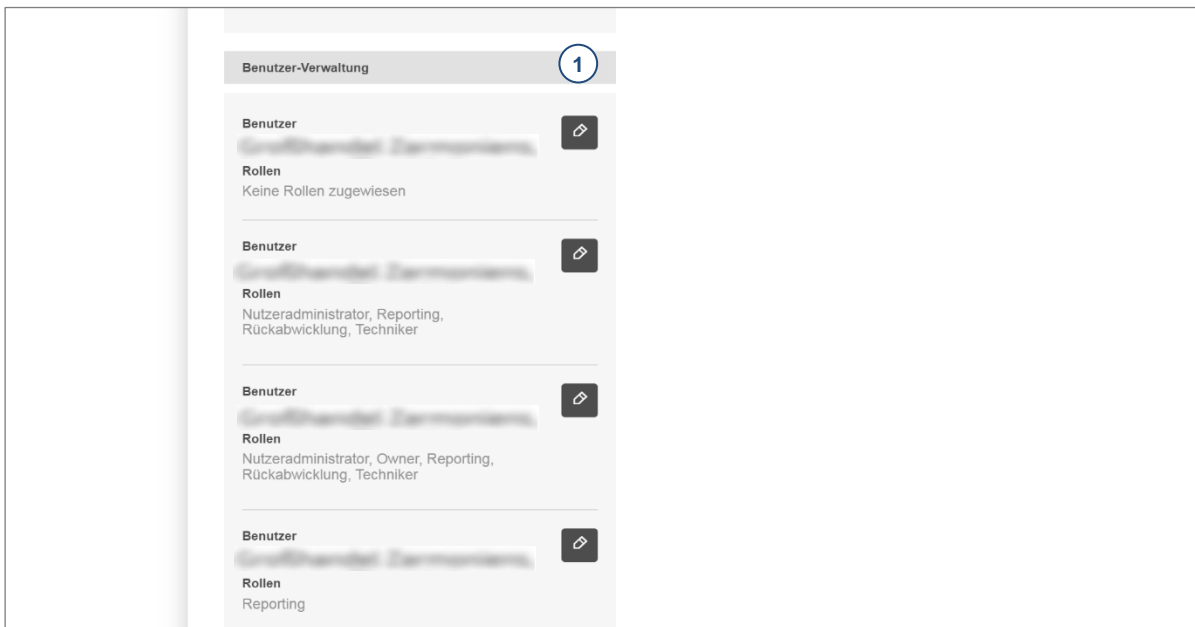 Benutzer-Verwaltung
1
Benutzer
Rollen
Keine Rollen zugewiesen
Benutzer
Rollen
Nutzeradministrator, Reporting,
Rückabwicklung, Techniker
Benutzer
Rollen
Nutzeradministrator, Owner, Reporting,
Rückabwicklung, Techniker
Benutzer
Rollen
Reporting